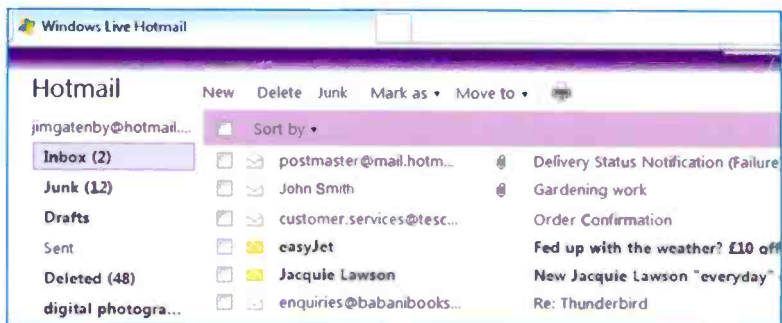 Windows Live Hotmail
Hotmail
New Delete Junk Mark as Move to
jimgatenby@hotmail....
Sort by
Inbox (2)
postmaster@mail.hotm... Delivery Status Notification (Failure
Junk (12)
John Smith Gardening work
Drafts
customer.services@tesc... Order Confirmation
Sent
easyJet Fed up with the weather? £10 off
Deleted (48)
Jacquie Lawson New Jacquie Lawson "everyday"
digital photogra...
enquiries@babanibooks... Re: Thunderbird